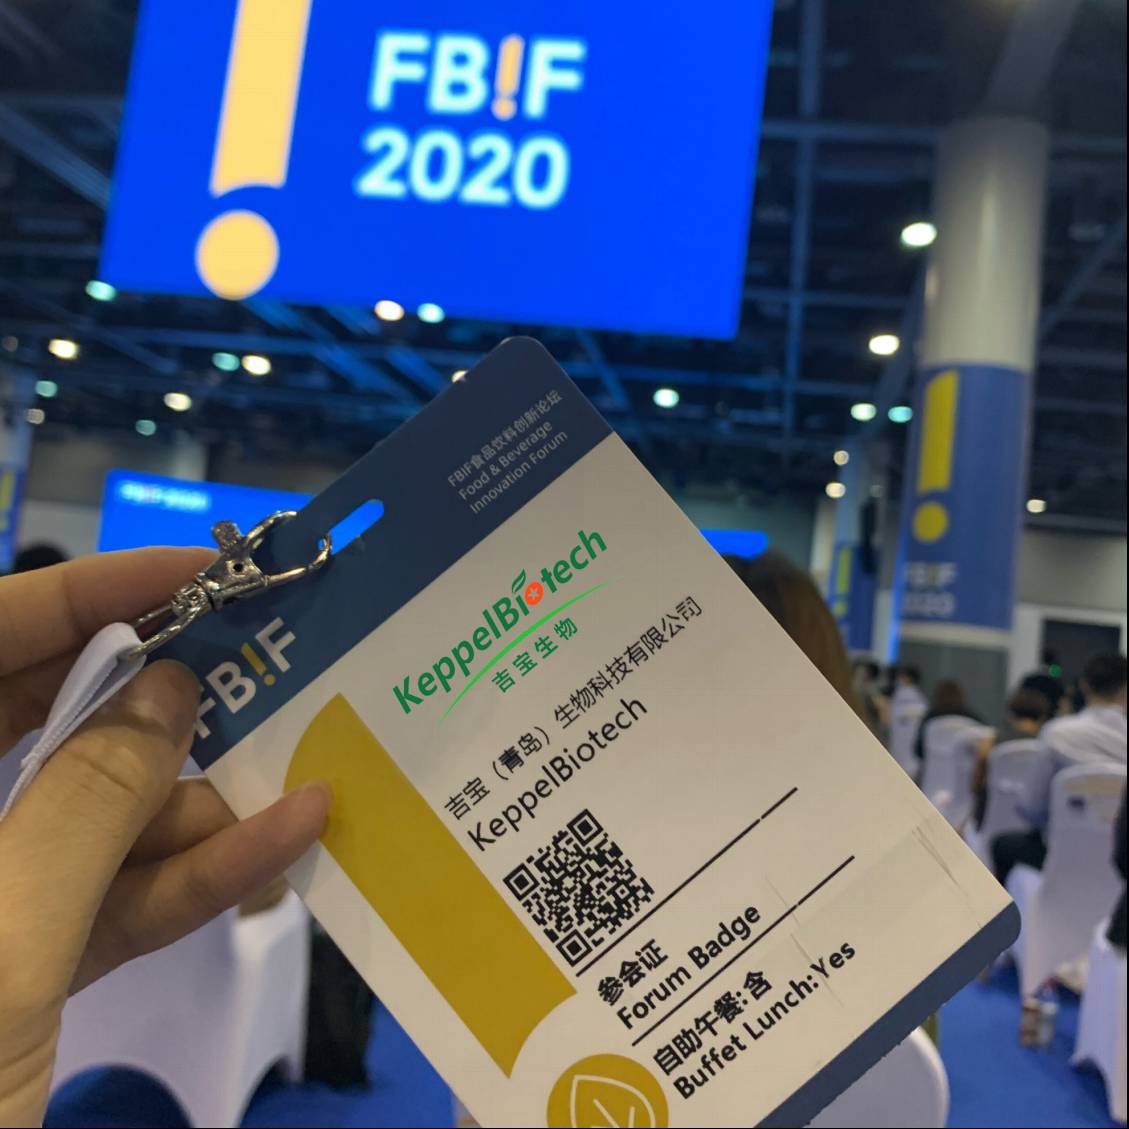 FB!F
2020
FBIF食品饮料创新论坛
Food & Beverage
Innovation Forum
FB!F
KeppelBiotech
吉宝生物
吉宝（青岛）生物科技有限公司
KeppelBiotech
参会证
Forum Badge
自助午餐:含
Buffet Lunch:Yes
FB!F
2020